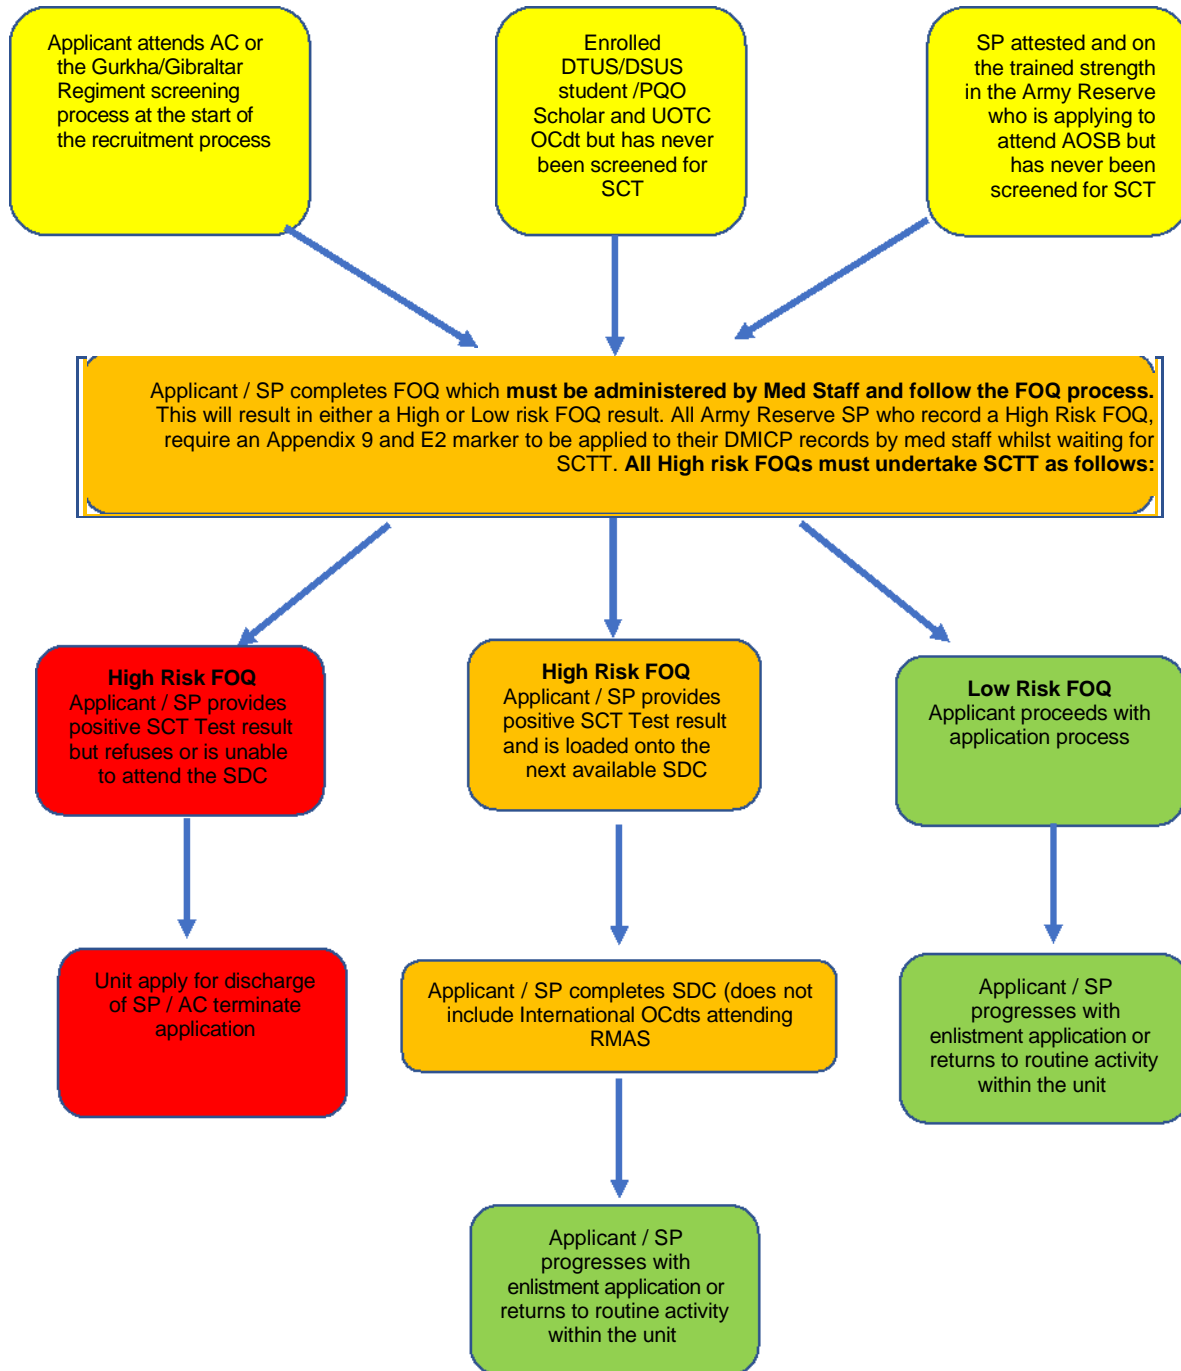 Applicant attends AC or
the Gurkha/Gibraltar
Regiment screening
process at the start of
the recruitment process
Enrolled
DTUS/DSUS
student /PQO
Scholar and UOTC
OCdt but has never
been screened for
SCT
SP attested and on
the trained strength
in the Army Reserve
who is applying to
attend AOSB but
has never been
screened for SCT
Applicant / SP completes FOQ which must be administered by Med Staff and follow the FOQ process.
This will result in either a High or Low risk FOQ result. All Army Reserve SP who record a High Risk FOQ,
require an Appendix 9 and E2 marker to be applied to their DMICP records by med staff whilst waiting for
SCTT. All High risk FOQs must undertake SCTT as follows:
High Risk FOQ
Applicant / SP provides
positive SCT Test result
but refuses or is unable
to attend the SDC
High Risk FOQ
Applicant / SP provides
positive SCT Test result
and is loaded onto the
next available SDC
Low Risk FOQ
Applicant proceeds with
application process
Unit apply for discharge
of SP / AC terminate
application
Applicant / SP completes SDC (does not
include International OCdts attending
RMAS
Applicant / SP
progresses with
enlistment application or
returns to routine activity
within the unit
Applicant / SP
progresses with
enlistment application or
returns to routine activity
within the unit